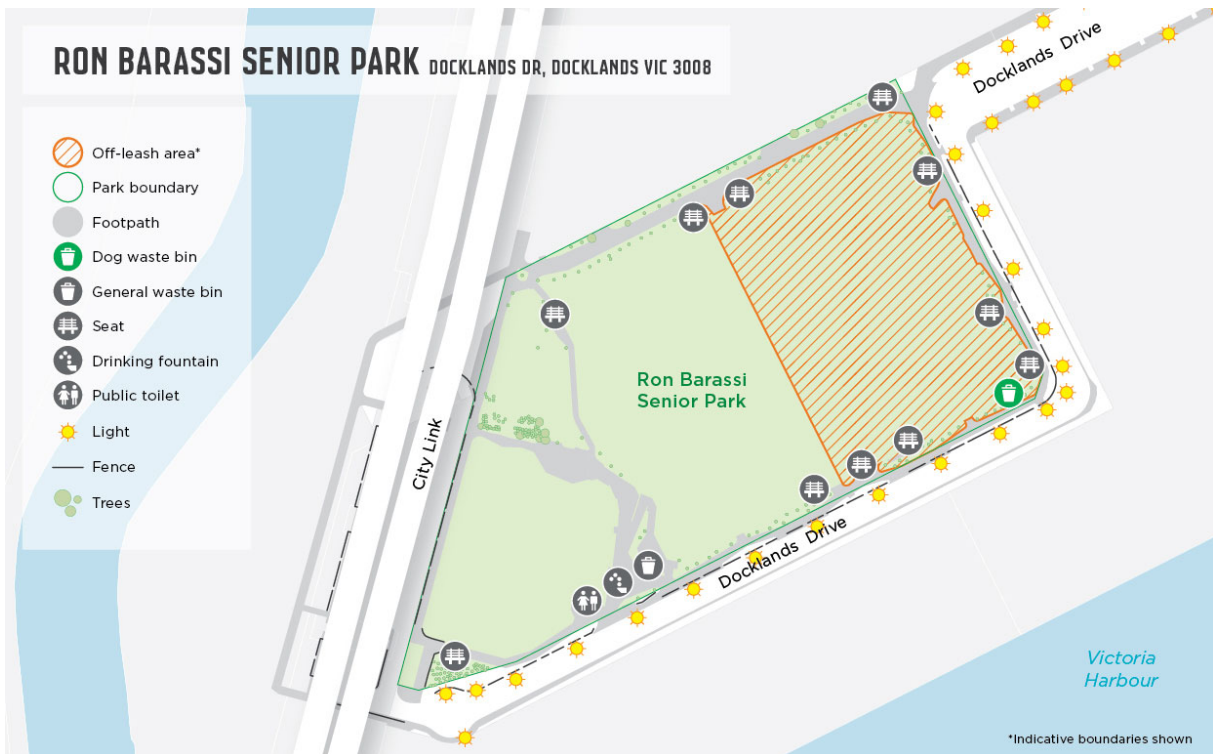 RON BARASSI SENIOR PARK DOCKLANDS DR, DOCKLANDS VIC 3008
Off-leash area*
Park boundary
Footpath
Dog waste bin
General waste bin
Seat
Drinking fountain
Public toilet
Light
Fence
Trees
Docklands Drive
Ron Barassi
Senior Park
City Link
Docklands Drive
Victoria
Harbour
*Indicative boundaries shown